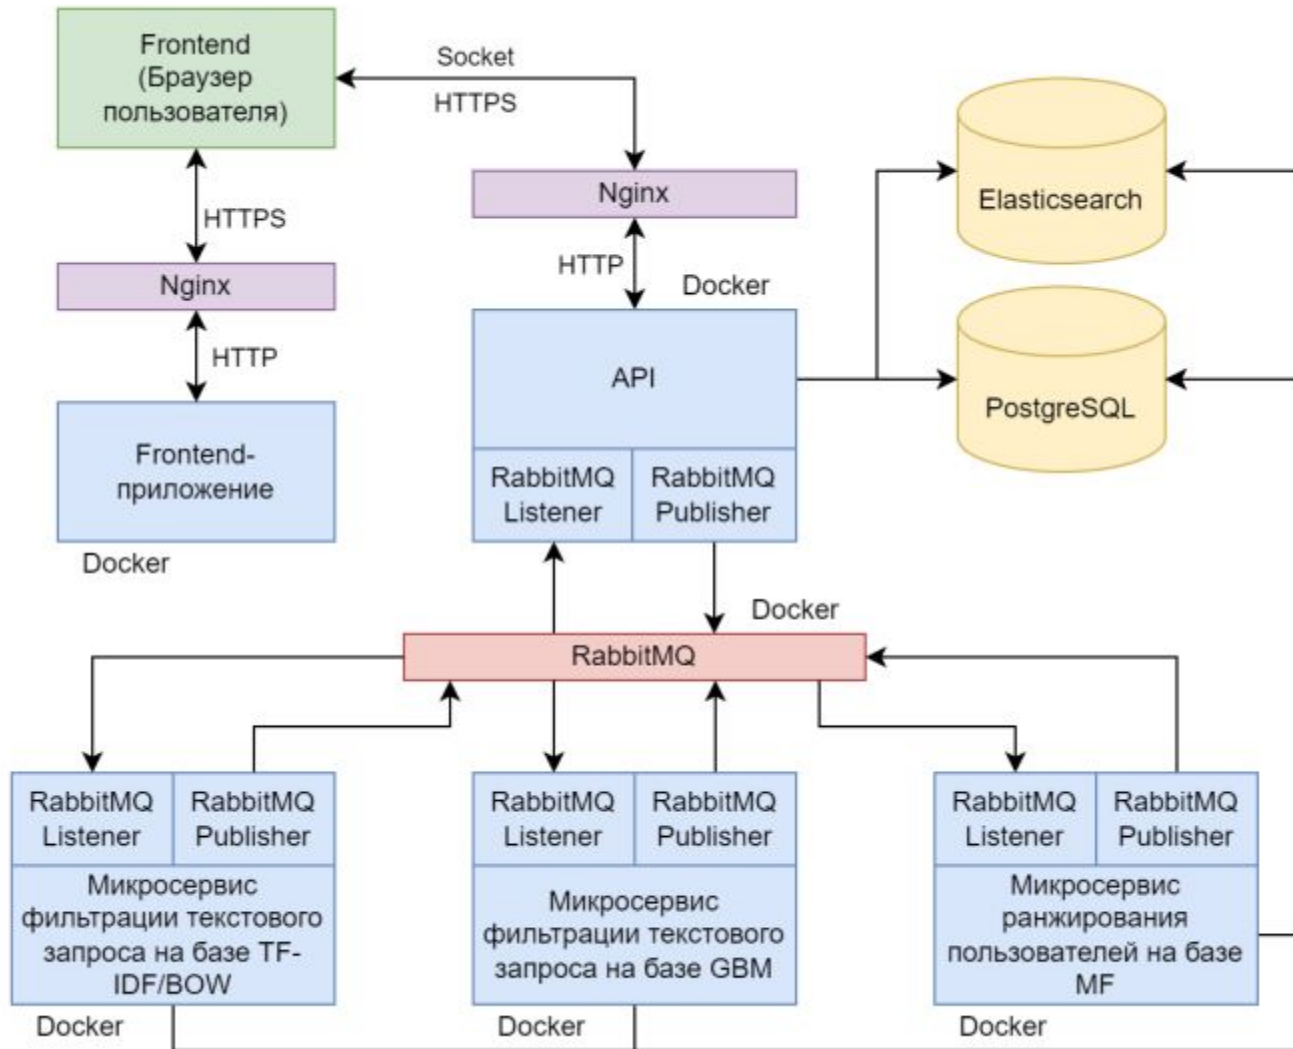 Frontend
(Браузер
пользователя)
Socket
HTTPS
Nginx
HTTPS
HTTP
Elasticsearch
Nginx
Docker
HTTP
API
PostgreSQL
Frontend-
приложение
RabbitMQ
Listener
RabbitMQ
Publisher
Docker
Docker
RabbitMQ
RabbitMQ
Listener
RabbitMQ
Publisher
Микросервис
фильтрации текстового
запроса на базе TF-
IDF/BOW
Docker
RabbitMQ
Listener
RabbitMQ
Publisher
Микросервис
фильтрации текстового
запроса на базе GBM
Docker
RabbitMQ
Listener
RabbitMQ
Publisher
Микросервис
ранжирования
пользователей на базе
MF
Docker